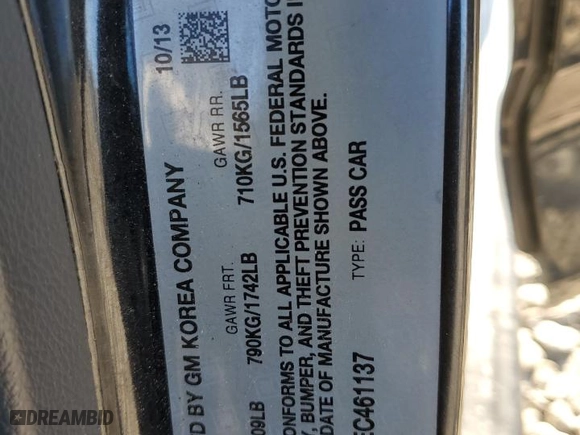 D BY GM KOREA COMPANY 10/13
GAWR FRT. GAWR RR.
09LB 790KG/1742LB 710KG/1565LB
ONFORMS TO ALL APPLICABLE U.S. FEDERAL MOTO
Y, BUMPER, AND THEFT PREVENTION STANDARDS I
DATE OF MANUFACTURE SHOWN ABOVE.
EC461137 TYPE: PASS CAR
DREAMBID